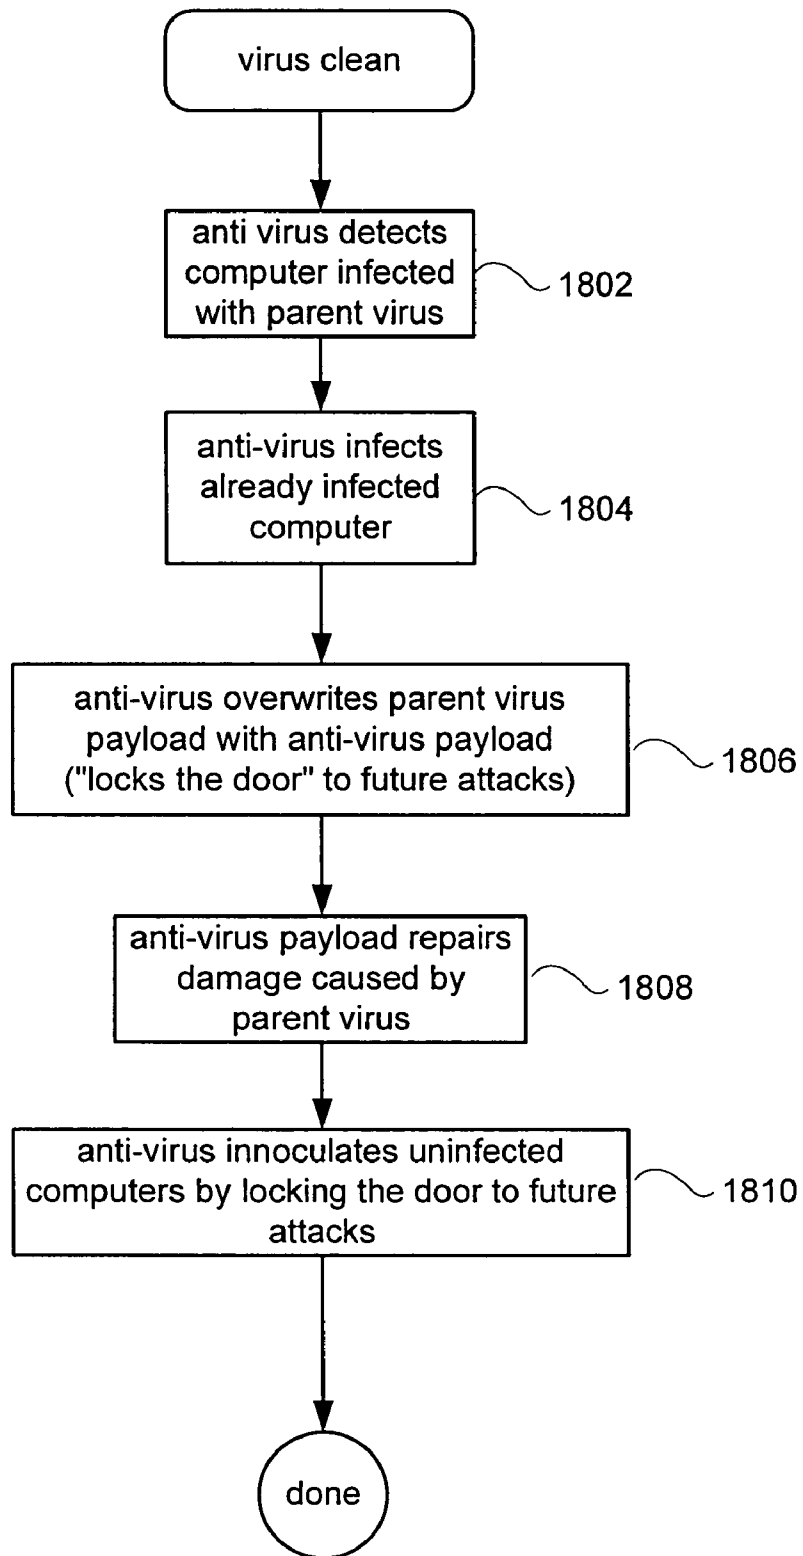 virus clean
anti virus detects
computer infected
with parent virus
1802
anti-virus infects
already infected
computer
1804
anti-virus overwrites parent virus
payload with anti-virus payload
("locks the door" to future attacks)
1806
anti-virus payload repairs
damage caused by
parent virus
1808
anti-virus innoculates uninfected
computers by locking the door to future
attacks
1810
done